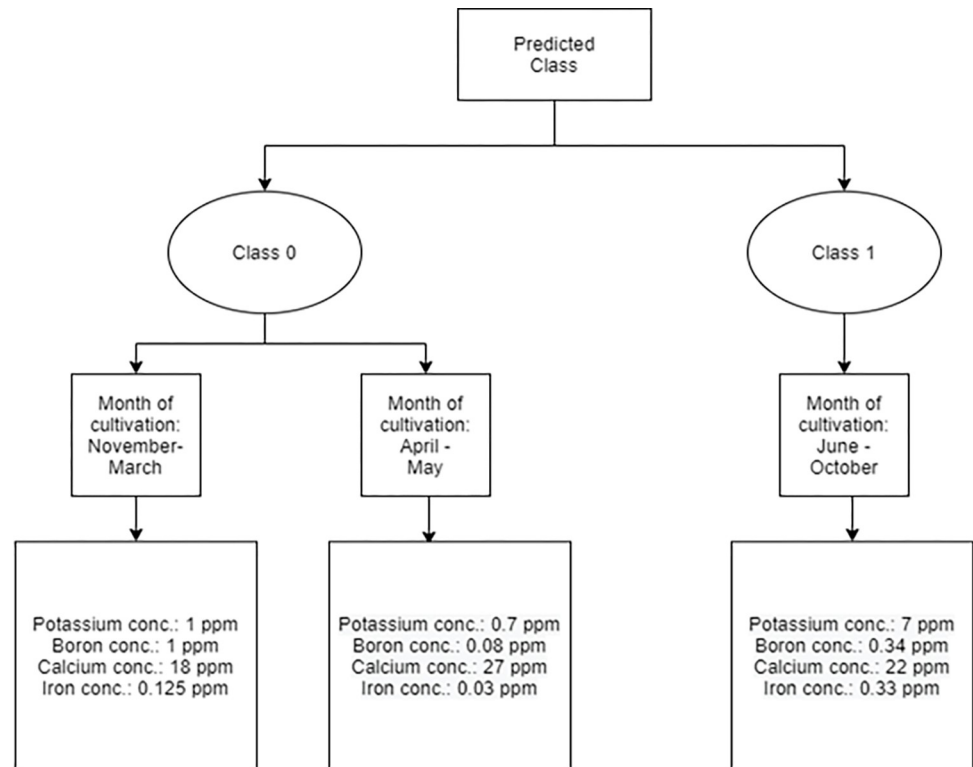 Predicted
Class
Class 0
Class 1
Month of
cultivation:
November-
March
Month of
cultivation:
April -
May
Month of
cultivation:
June -
October
Potassium conc.: 1 ppm
Boron conc.: 1 ppm
Calcium conc.: 18 ppm
Iron conc.: 0.125 ppm
Potassium conc.: 0.7 ppm
Boron conc.: 0.08 ppm
Calcium conc.: 27 ppm
Iron conc.: 0.03 ppm
Potassium conc.: 7 ppm
Boron conc.: 0.34 ppm
Calcium conc.: 22 ppm
Iron conc.: 0.33 ppm